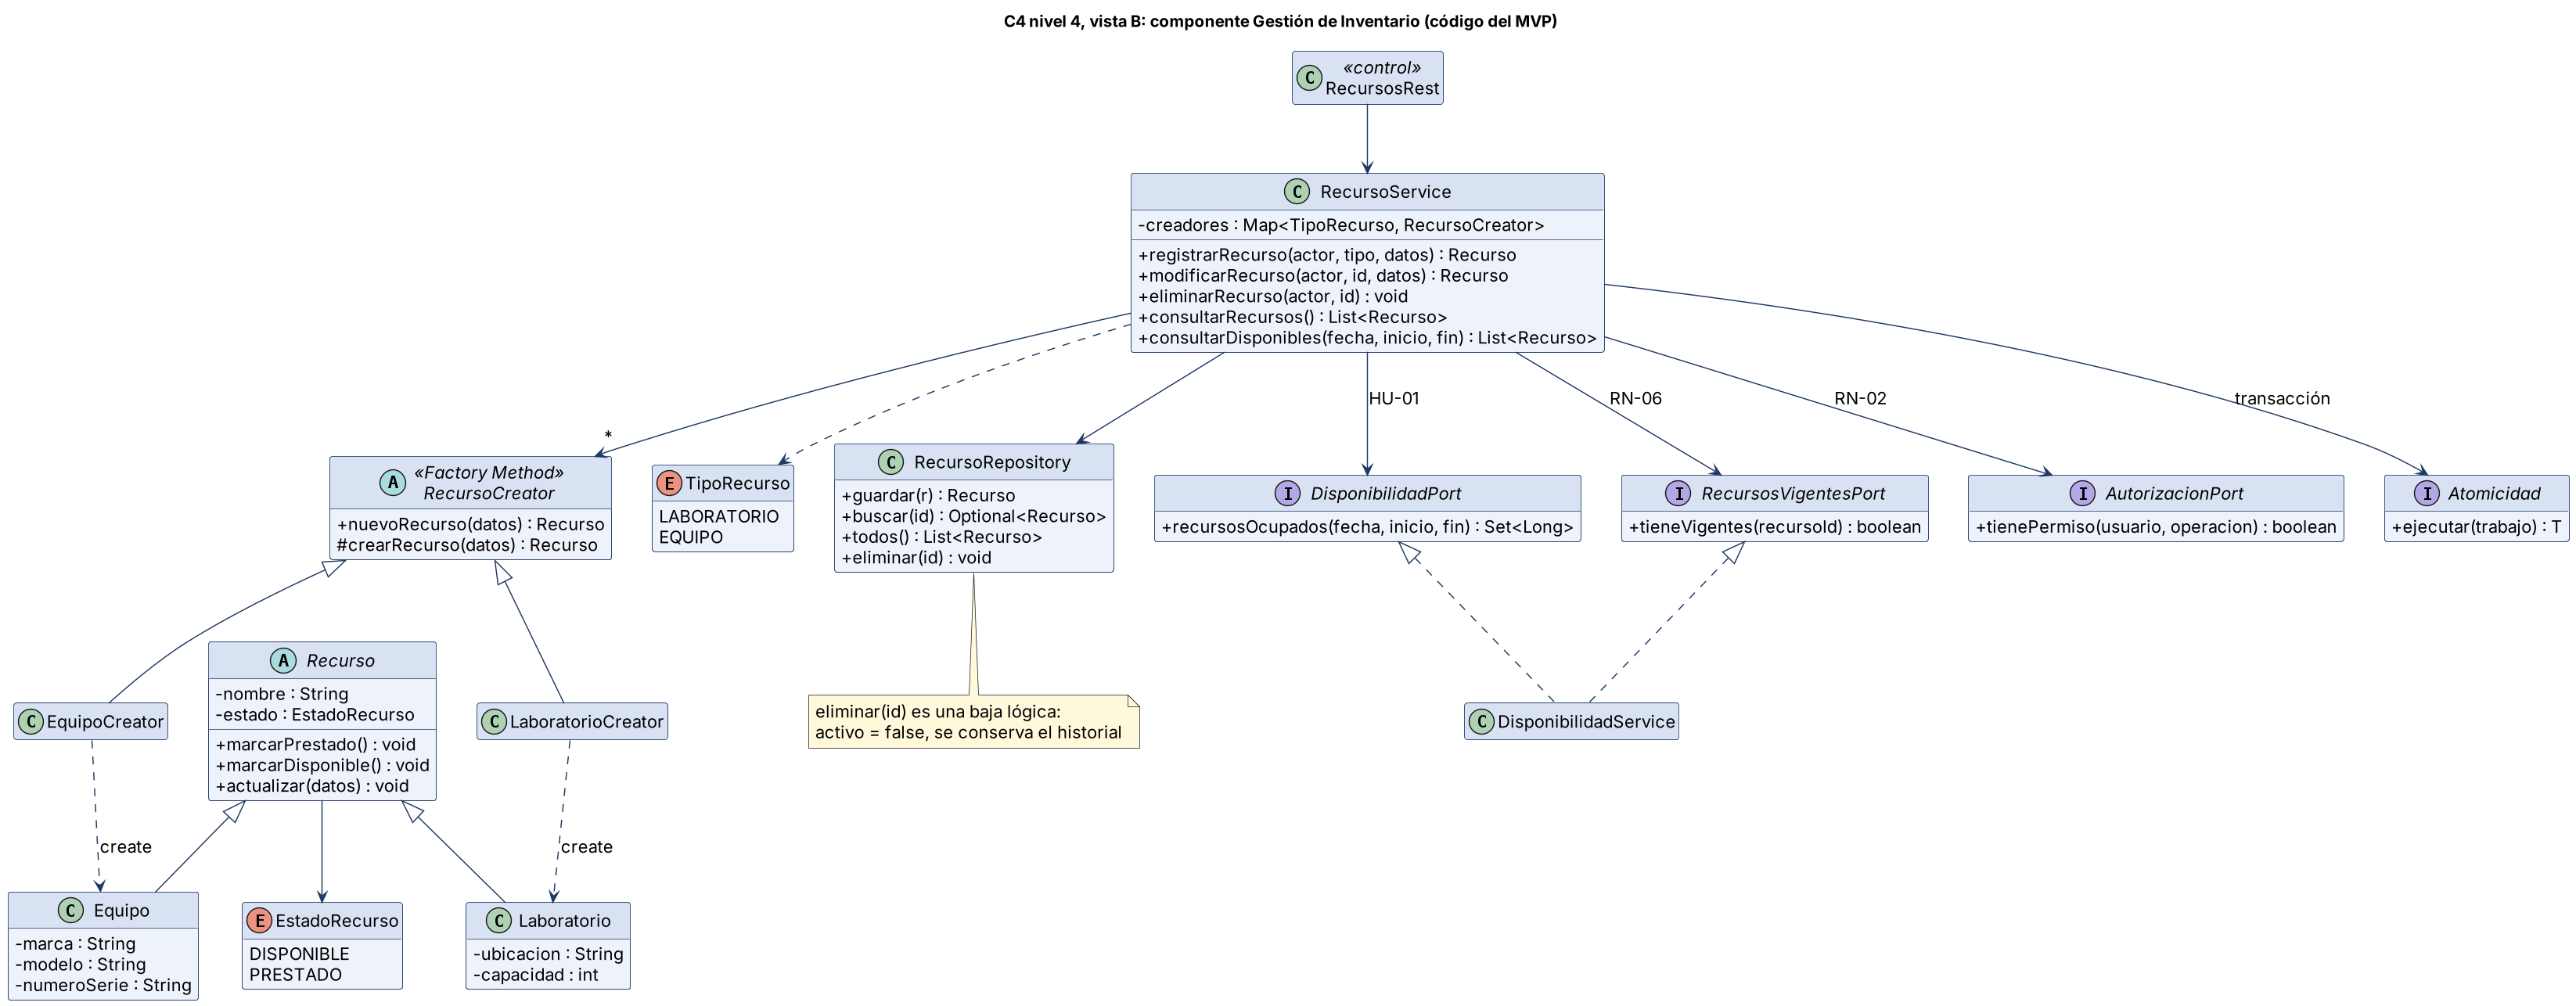 C4 nivel 4, vista B: componente Gestión de Inventario (código del MVP)
C
«control»
RecursosRest
C RecursoService
-creadores : Map<TipoRecurso, RecursoCreator>
+registrarRecurso(actor, tipo, datos) : Recurso
+modificarRecurso(actor, id, datos) : Recurso
+eliminarRecurso(actor, id) : void
+consultarRecursos() : List<Recurso>
+consultarDisponibles(fecha, inicio, fin) : List<Recurso>
HU-01
RN-06
RN-02
transacción
*
A
«Factory Method»
RecursoCreator
+nuevoRecurso(datos) : Recurso
#crearRecurso(datos) : Recurso
E TipoRecurso
LABORATORIO
EQUIPO
C RecursoRepository
+guardar(r) : Recurso
+buscar(id) : Optional<Recurso>
+todos() : List<Recurso>
+eliminar(id) : void
I DisponibilidadPort
+recursosOcupados(fecha, inicio, fin) : Set<Long>
I RecursosVigentesPort
+tieneVigentes(recursoId) : boolean
I AutorizacionPort
+tienePermiso(usuario, operacion) : boolean
I Atomicidad
+ejecutar(trabajo) : T
C EquipoCreator
A Recurso
-nombre : String
-estado : EstadoRecurso
+marcarPrestado() : void
+marcarDisponible() : void
+actualizar(datos) : void
C LaboratorioCreator
eliminar(id) es una baja lógica:
activo = false, se conserva el historial
C DisponibilidadService
create
create
C Equipo
-marca : String
-modelo : String
-numeroSerie : String
E EstadoRecurso
DISPONIBLE
PRESTADO
C Laboratorio
-ubicacion : String
-capacidad : int